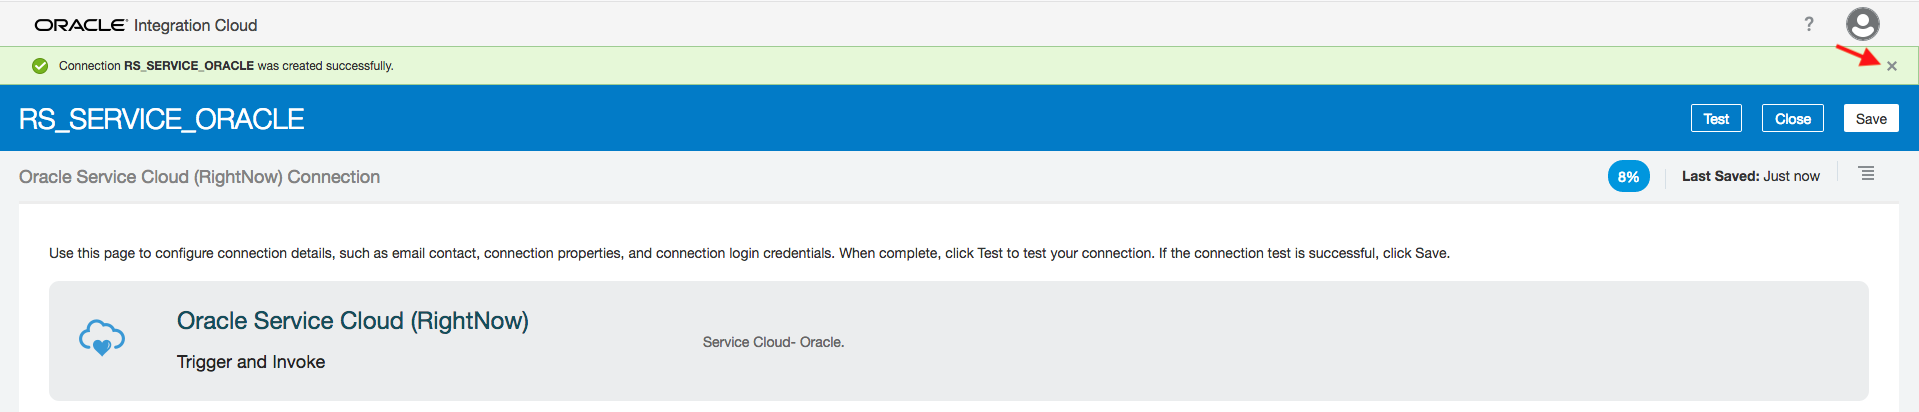 ORACLE Integration Cloud ?
Connection RS_SERVICE_ORACLE was created successfully.
RS_SERVICE_ORACLE Test Close Save
Oracle Service Cloud (RightNow) Connection 8% Last Saved: Just now
Use this page to configure connection details, such as email contact, connection properties, and connection login credentials. When complete, click Test to test your connection. If the connection test is successful, click Save.
Oracle Service Cloud (RightNow)
Service Cloud- Oracle.
Trigger and Invoke